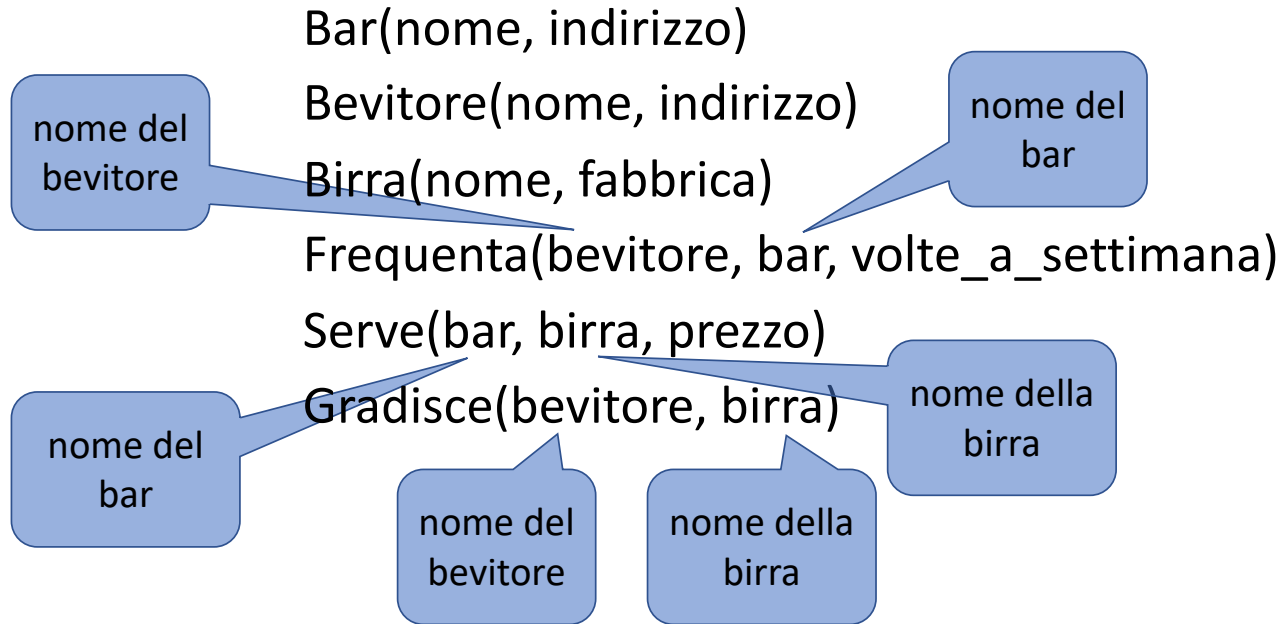 Bar(nome, indirizzo)
Bevitore(nome, indirizzo)
Birra(nome, fabbrica)
Frequenta(bevitore, bar, volte_a_settimana)
Serve(bar, birra, prezzo)
Gradisce(bevitore, birra)
nome del
bevitore
nome del
bar
nome del
bar
nome della
birra
nome del
bevitore
nome della
birra